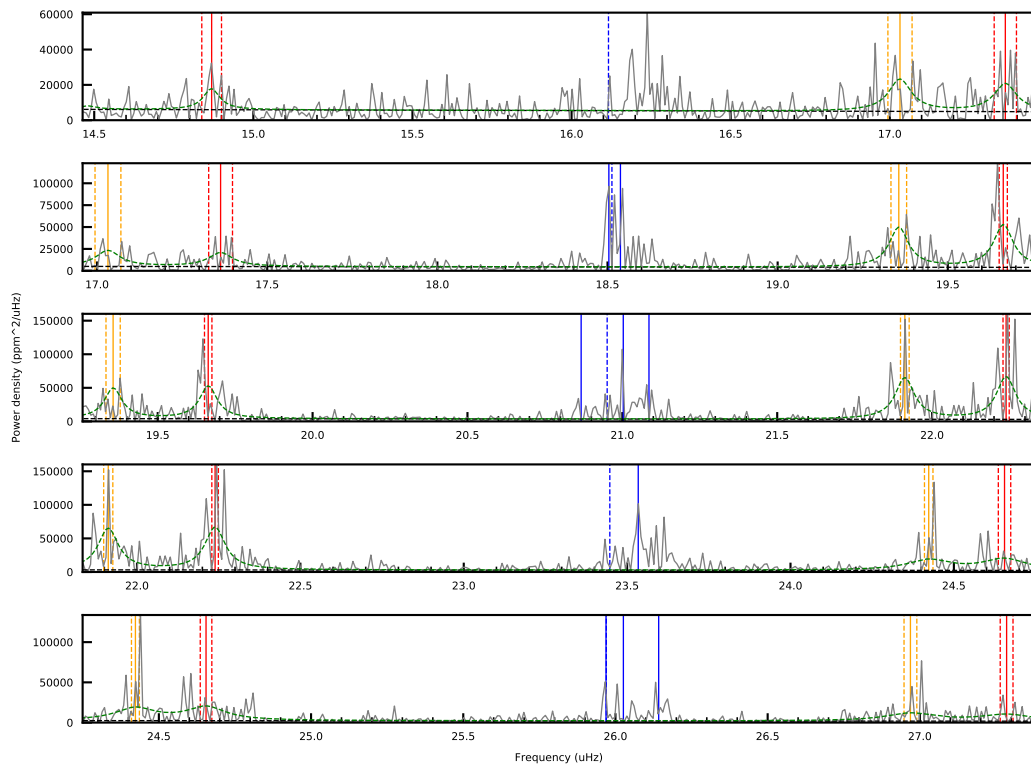 60000
40000
20000
0
14.5 15.0 15.5 16.0 16.5 17.0
100000
75000
50000
25000
0
17.0 17.5 18.0 18.5 19.0 19.5
Power density (ppm^2/uHz)
150000
100000
50000
0
19.5 20.0 20.5 21.0 21.5 22.0
150000
100000
50000
0
22.0 22.5 23.0 23.5 24.0 24.5
100000
50000
0
24.5 25.0 25.5 26.0 26.5 27.0
Frequency (uHz)